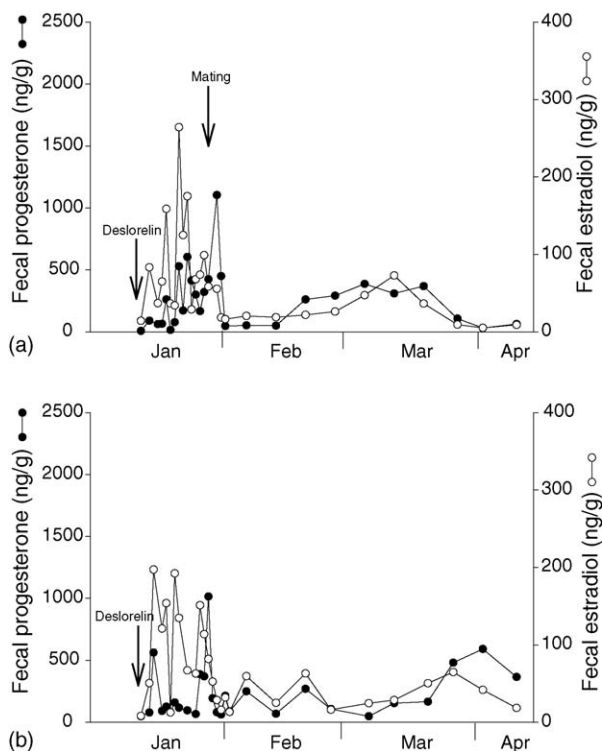 Fecal progesterone (ng/g)
2500
2000
1500
1000
500
0
Deslorelin
Mating
400
300
200
100
0
Fecal estradiol (ng/g)
Jan
Feb
Mar
Apr
(a)
Fecal progesterone (ng/g)
2500
2000
1500
1000
500
0
Deslorelin
400
300
200
100
0
Fecal estradiol (ng/g)
Jan
Feb
Mar
Apr
(b)